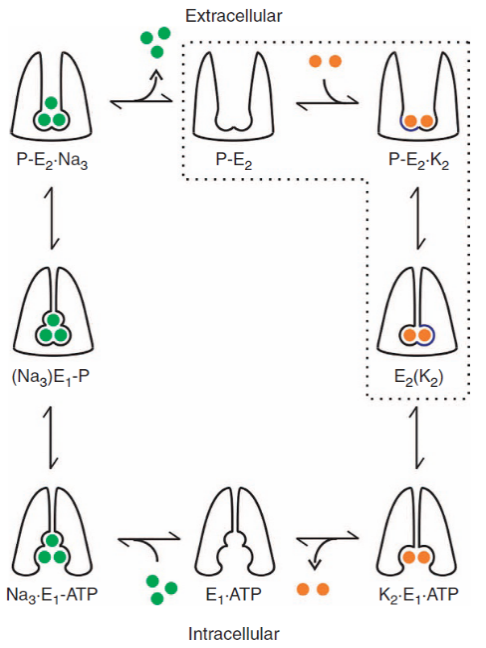 Extracellular
P-E₂·Na₃
P-E₂
P-E₂·K₂
(Na₃)E₁-P
E₂(K₂)
Na₃·E₁-ATP
E₁·ATP
K₂·E₁·ATP
Intracellular